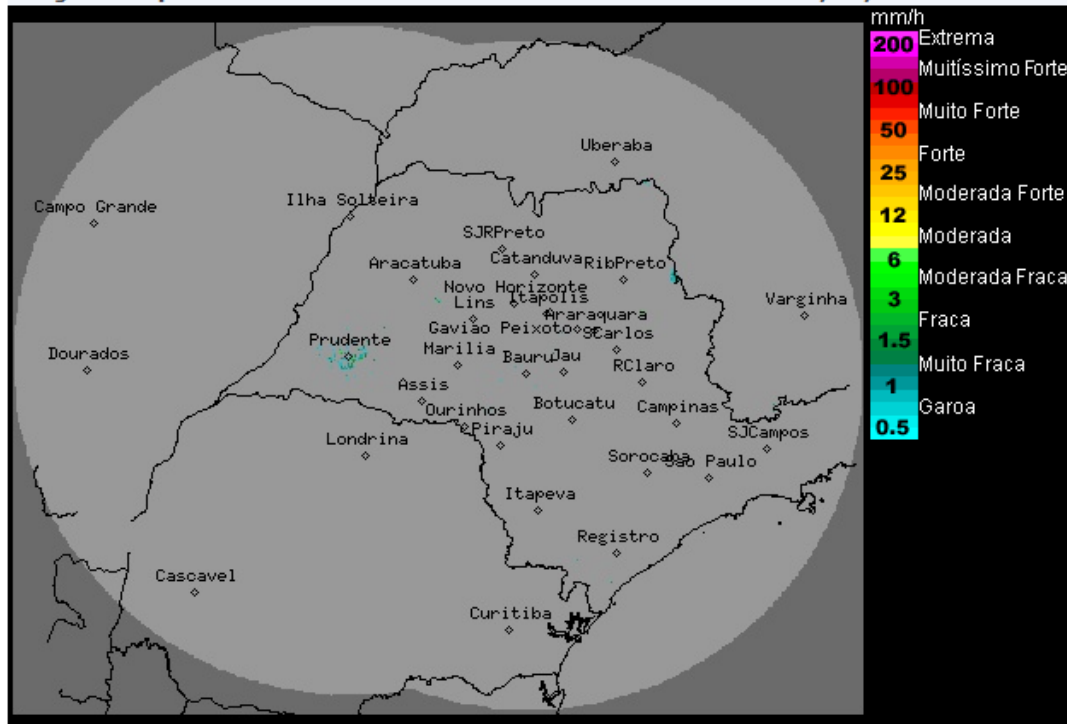 mm/h
200 Extrema
Muitíssimo Forte
100
Muito Forte
50
Forte
25
Moderada Forte
12
Moderada
6
Moderada Fraca
3
Fraca
1.5
Muito Fraca
1
Garoa
0.5
Uberaba
Campo Grande
Ilha Solteira
SJRPreto
Aracatuba
Catanduva
RibPreto
Novo Horizonte
Lins
Itapolis
Varginha
Araraquara
Gavião Peixoto
SCarlos
Prudente
Marilia
Dourados
Bauru
Jau
RClaro
Assis
Ourinhos
Botucatu
Campinas
Piraju
SJCampos
Londrina
Sorocaba
Sao Paulo
Itapeva
Registro
Cascavel
Curitiba